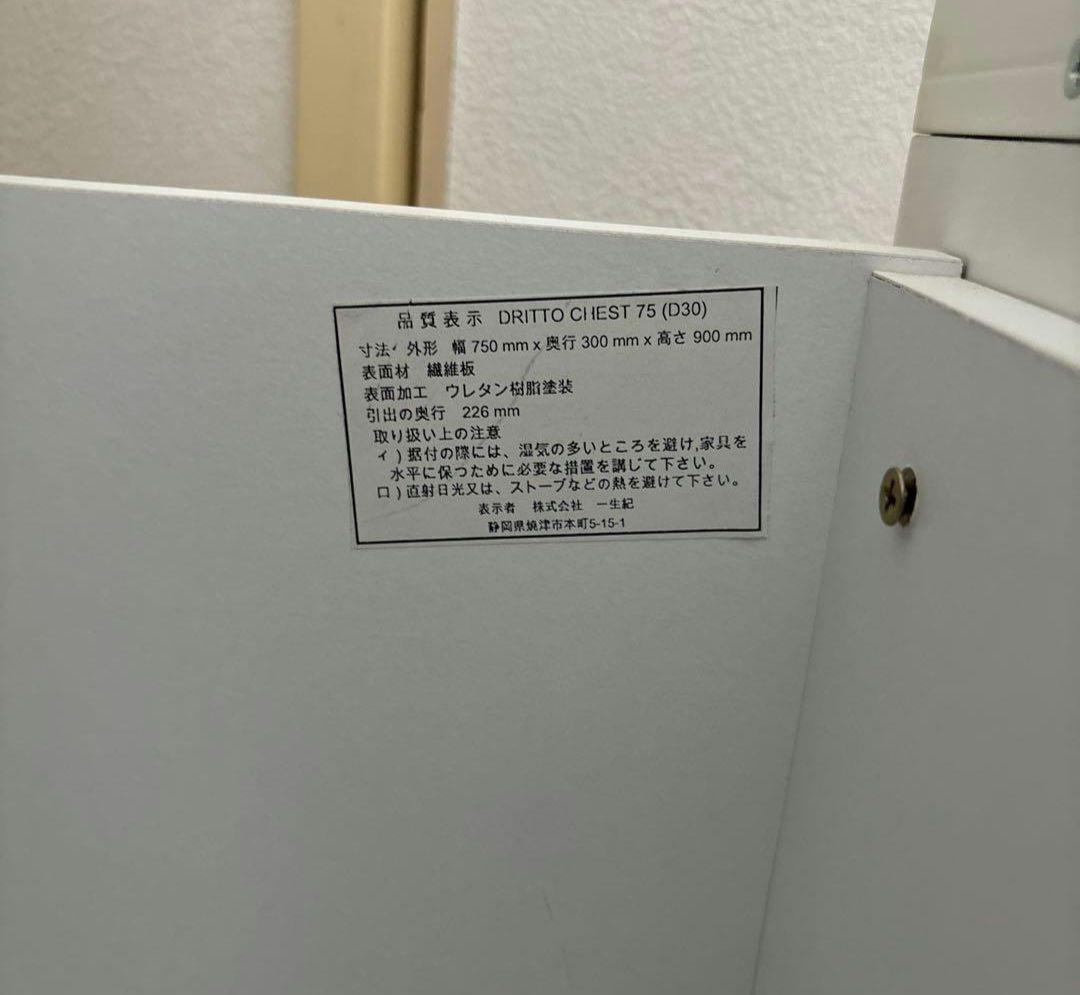 品質表示 DRITTO CHEST 75 (D30)
寸法 外形 幅 750 mm x 奥行 300 mm x 高さ 900 mm
表面材 繊維板
表面加工 ウレタン樹脂塗装
引出の奥行 226 mm
取り扱い上の注意
イ)据付の際には、湿気の多いところを避け,家具を
水平に保つために必要な措置を講じて下さい。
ロ)直射日光又は、ストーブなどの熱を避けて下さい。
表示者 株式会社 一生紀
静岡県焼津市本町5-15-1